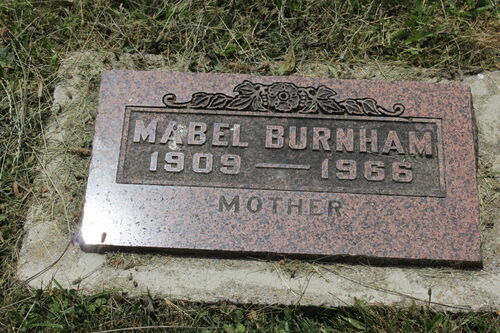 MABEL BURNHAM
1909 — 1966
MOTHER